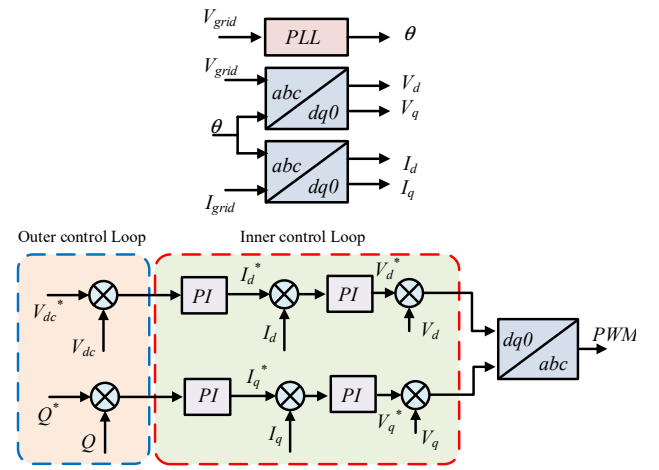 V_grid PLL θ
V_grid abc dq0 V_d
V_q
θ
abc dq0 I_d
I_q
I_grid
Outer control Loop Inner control Loop
V_dc* PI I_d* PI V_d*
V_dc I_d V_d
dq0 abc PWM
Q* PI I_q* PI V_q*
Q I_q V_q